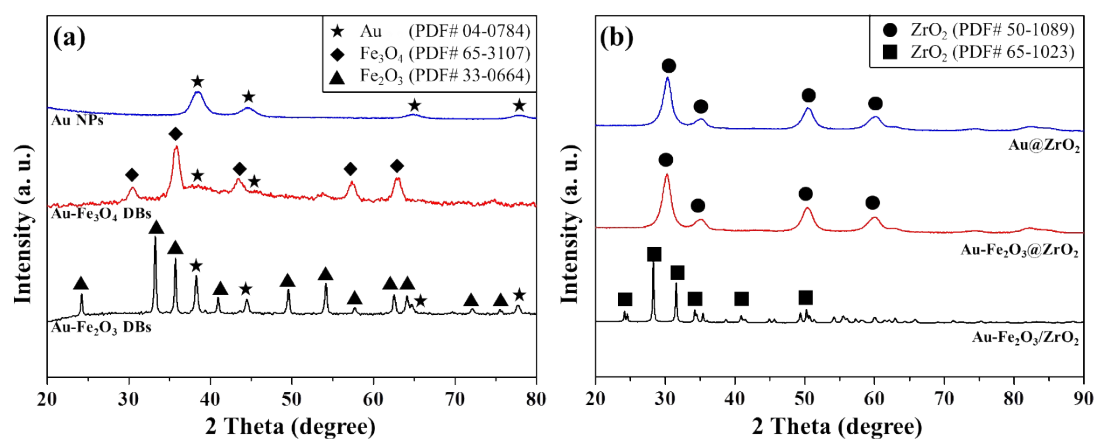 (a)
★ Au (PDF# 04-0784)
◆ Fe₃O₄ (PDF# 65-3107)
▲ Fe₂O₃ (PDF# 33-0664)
Au NPs
Au-Fe₃O₄ DBs
Au-Fe₂O₃ DBs
Intensity (a. u.)
20 30 40 50 60 70 80
2 Theta (degree)
(b)
● ZrO₂ (PDF# 50-1089)
■ ZrO₂ (PDF# 65-1023)
Au@ZrO₂
Au-Fe₂O₃@ZrO₂
Au-Fe₂O₃/ZrO₂
Intensity (a. u.)
20 30 40 50 60 70 80 90
2 Theta (degree)